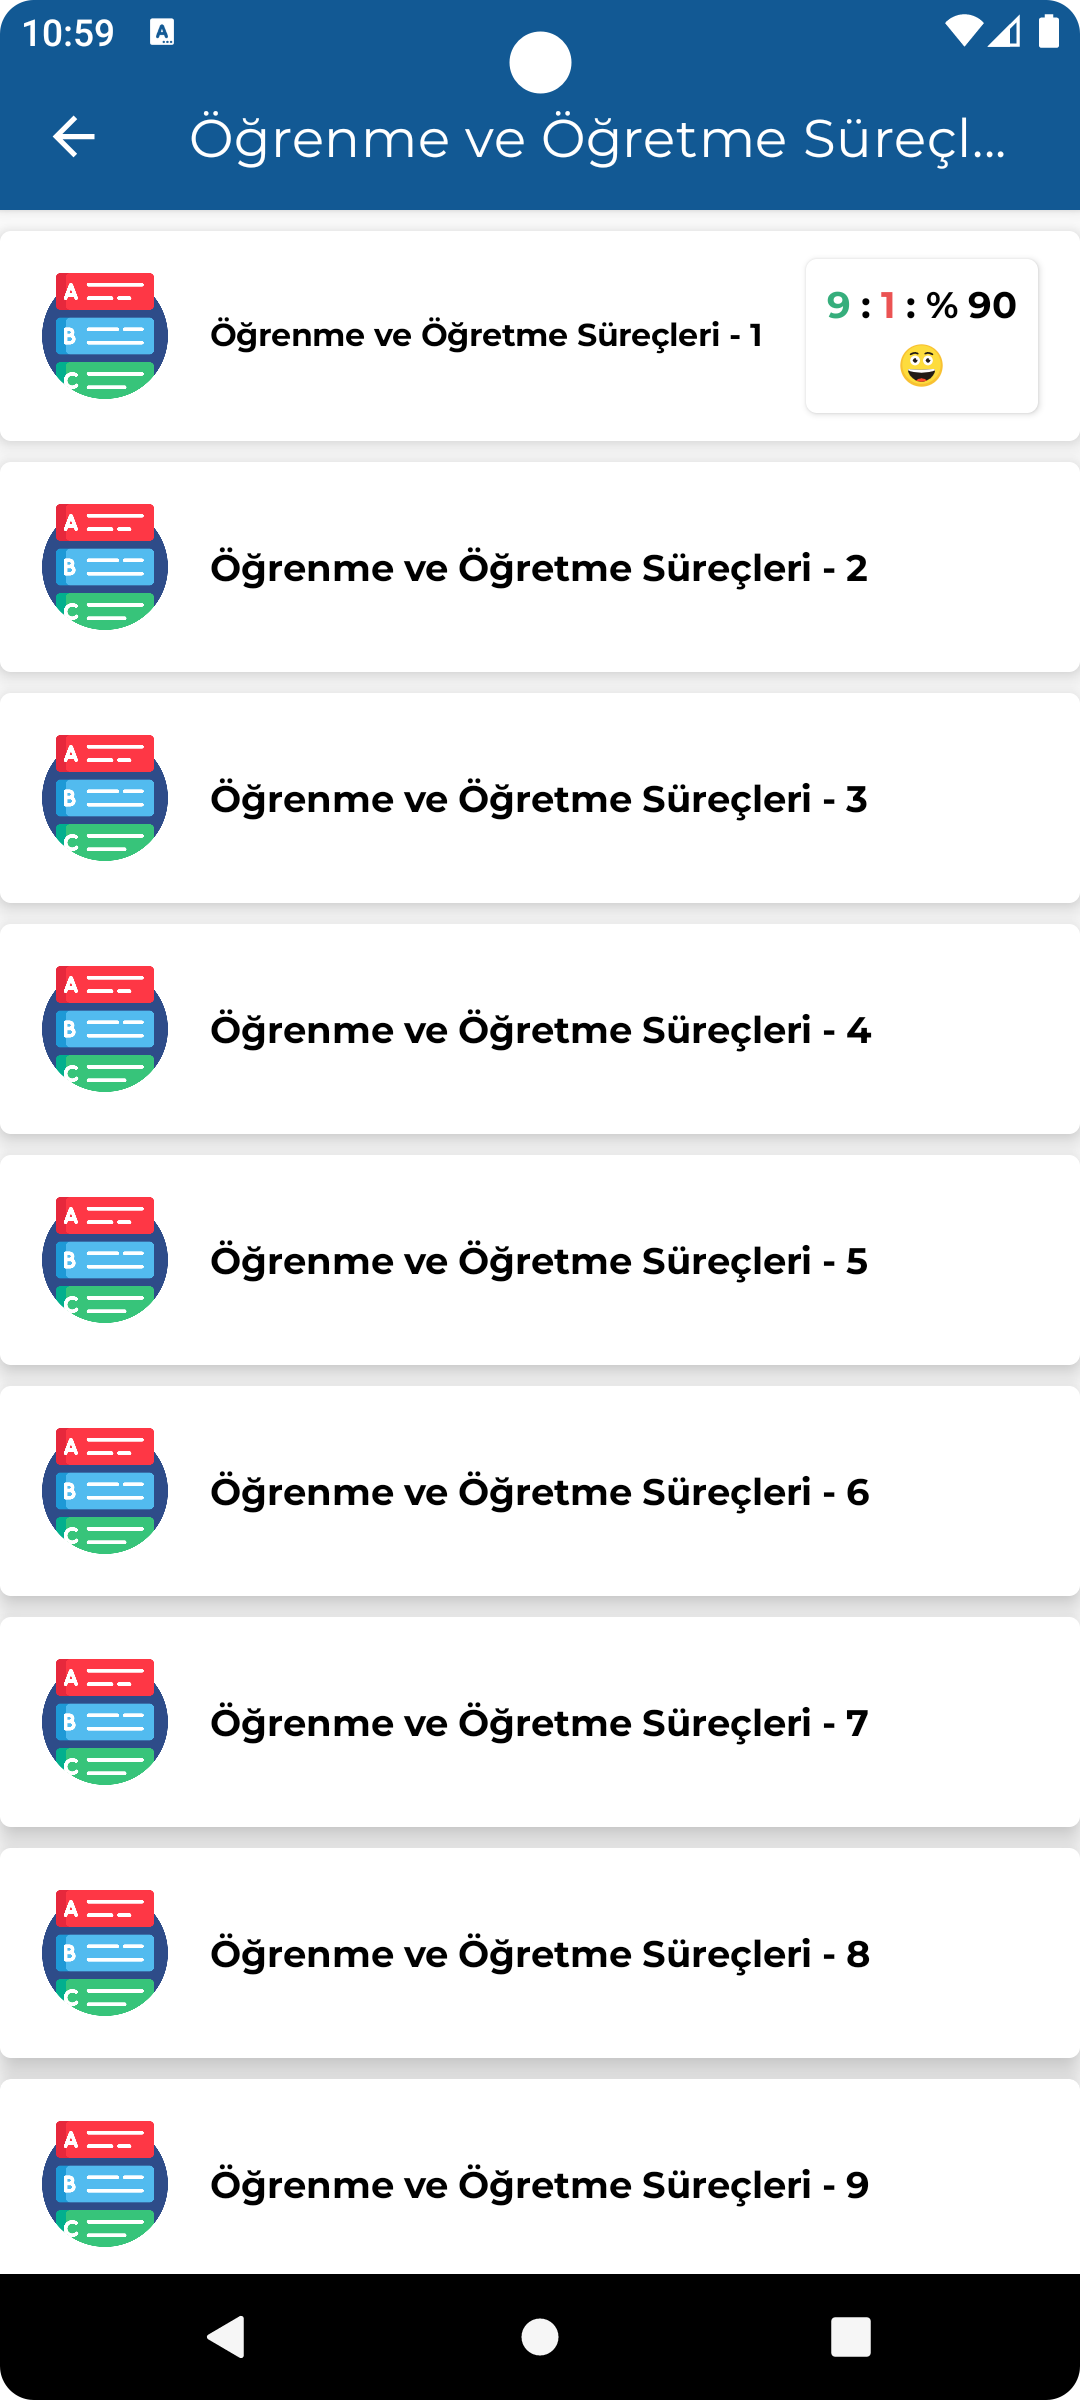 10:59
Öğrenme ve Öğretme Süreçl...
A
B
C
Öğrenme ve Öğretme Süreçleri - 1
9 : 1 : % 90
A
B
C
Öğrenme ve Öğretme Süreçleri - 2
A
B
C
Öğrenme ve Öğretme Süreçleri - 3
A
B
C
Öğrenme ve Öğretme Süreçleri - 4
A
B
C
Öğrenme ve Öğretme Süreçleri - 5
A
B
C
Öğrenme ve Öğretme Süreçleri - 6
A
B
C
Öğrenme ve Öğretme Süreçleri - 7
A
B
C
Öğrenme ve Öğretme Süreçleri - 8
A
B
C
Öğrenme ve Öğretme Süreçleri - 9